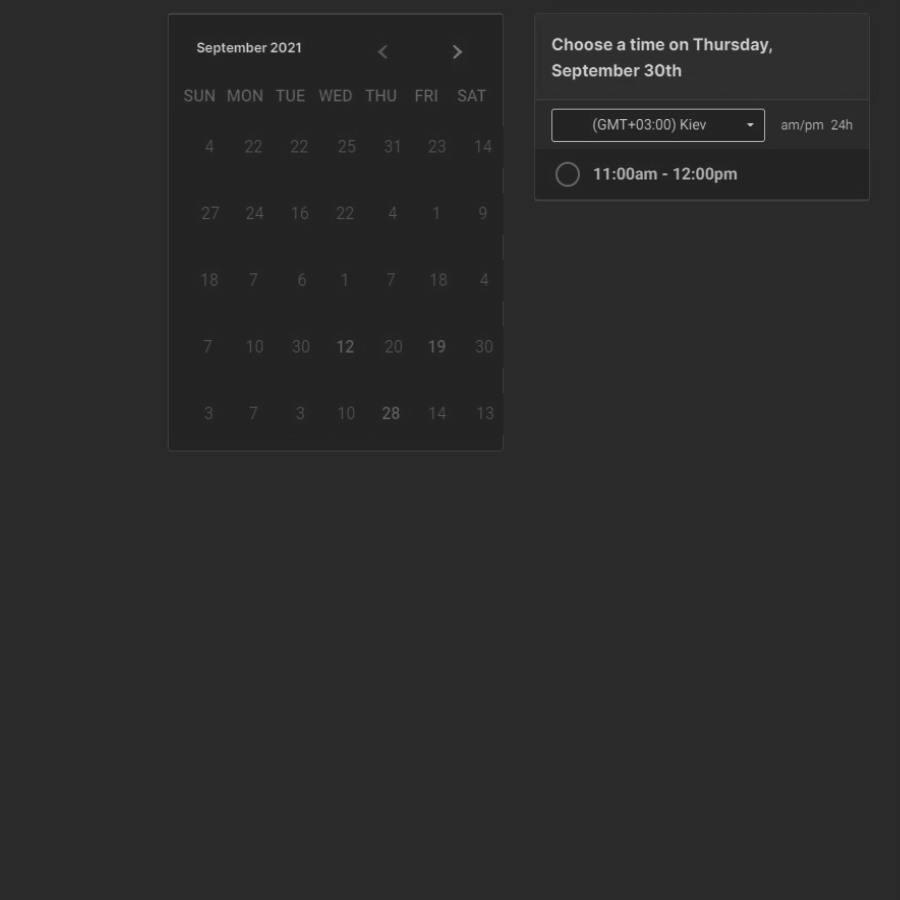 September 2021
SUN MON TUE WED THU FRI SAT
4 22 22 25 31 23 14
27 24 16 22 4 1 9
18 7 6 1 7 18 4
7 10 30 12 20 19 30
3 7 3 10 28 14 13
Choose a time on Thursday,
September 30th
(GMT+03:00) Kiev am/pm 24h
11:00am - 12:00pm